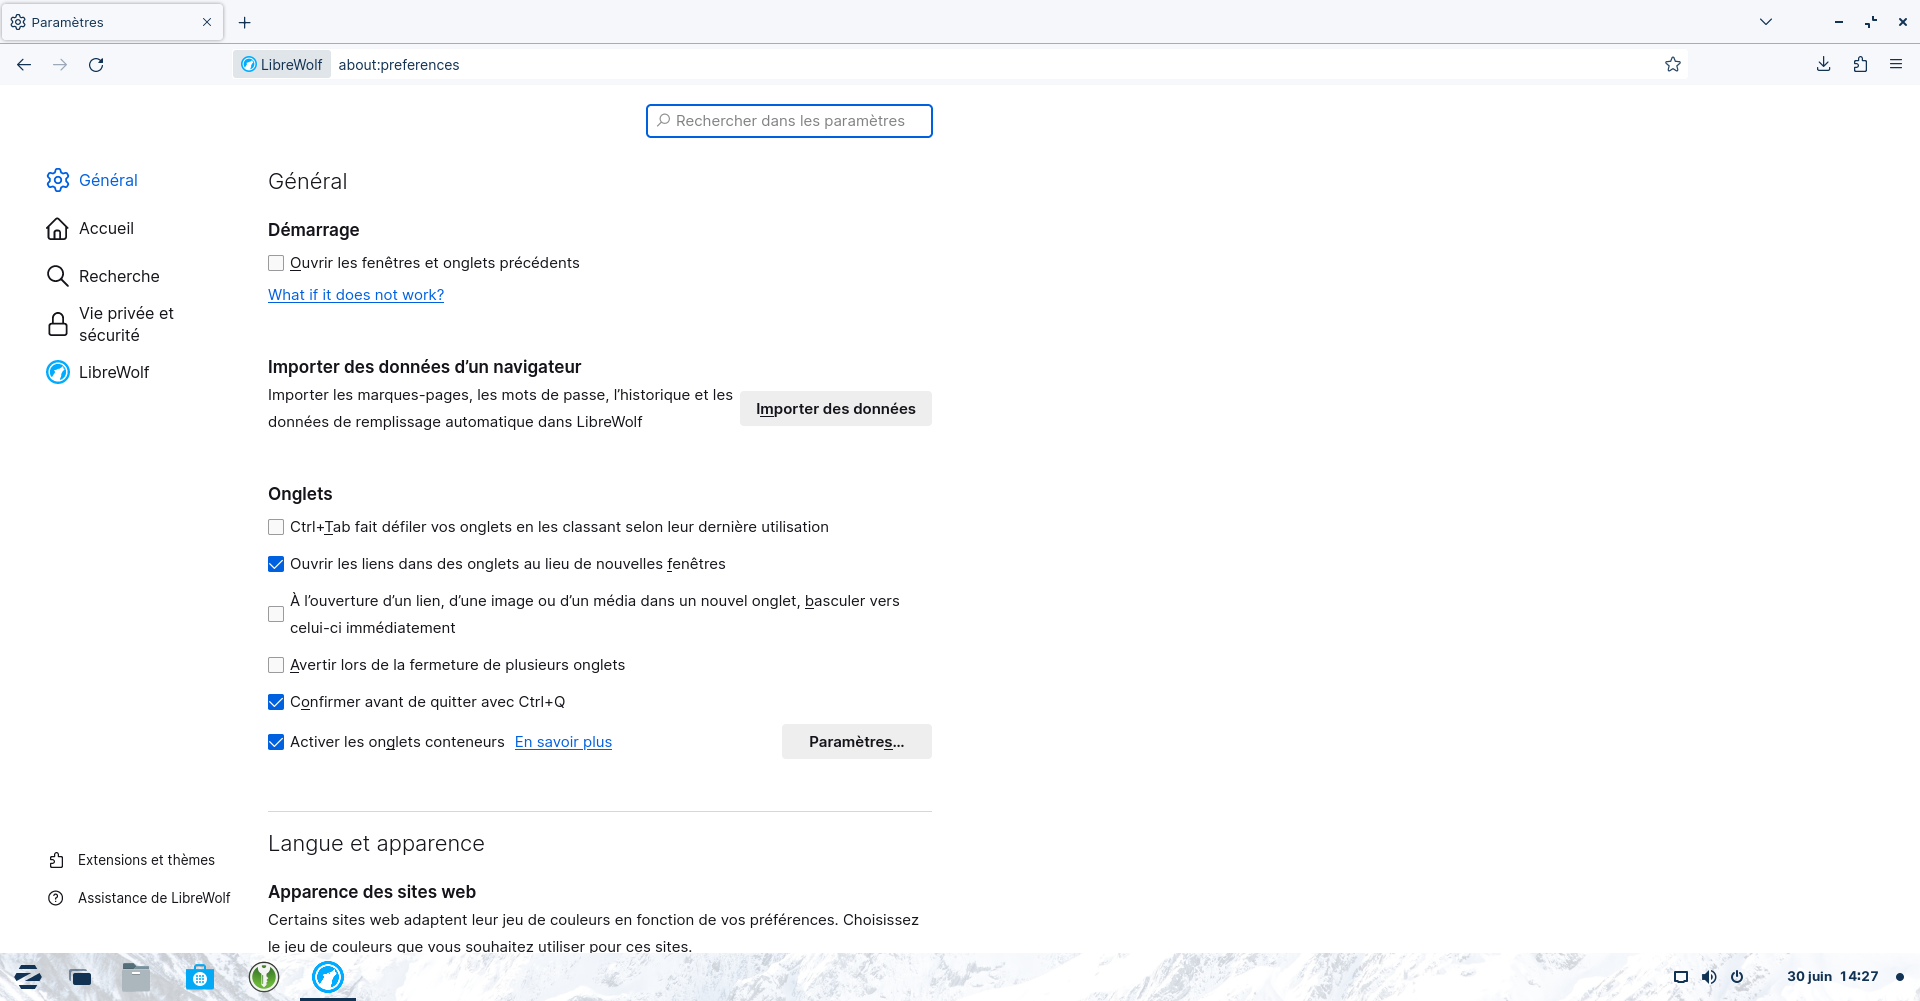 Paramètres
LibreWolf about:preferences
Rechercher dans les paramètres
Général
Accueil
Recherche
Vie privée et
sécurité
LibreWolf
Général
Démarrage
Ouvrir les fenêtres et onglets précédents
What if it does not work?
Importer des données d’un navigateur
Importer les marques-pages, les mots de passe, l’historique et les
données de remplissage automatique dans LibreWolf
Importer des données
Onglets
Ctrl+Tab fait défiler vos onglets en les classant selon leur dernière utilisation
Ouvrir les liens dans des onglets au lieu de nouvelles fenêtres
À l’ouverture d’un lien, d’une image ou d’un média dans un nouvel onglet, basculer vers
celui-ci immédiatement
Avertir lors de la fermeture de plusieurs onglets
Confirmer avant de quitter avec Ctrl+Q
Activer les onglets conteneurs En savoir plus
Paramètres…
Langue et apparence
Apparence des sites web
Certains sites web adaptent leur jeu de couleurs en fonction de vos préférences. Choisissez
le jeu de couleurs que vous souhaitez utiliser pour ces sites.
Extensions et thèmes
Assistance de LibreWolf
30 juin 14:27